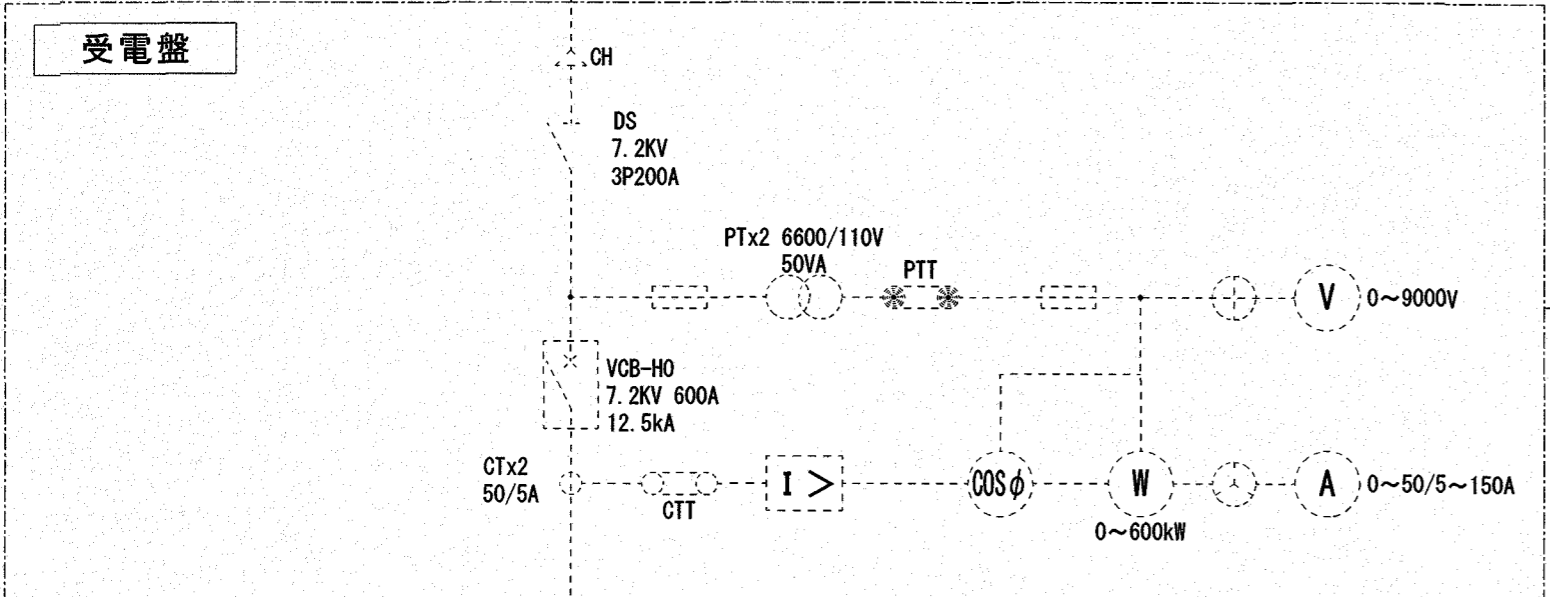 受電盤
CH
DS
7.2KV
3P200A
PTx2 6600/110V
50VA
PTT
V
0～9000V
VCB-HO
7.2KV 600A
12.5kA
CTx2
50/5A
CTT
I >
COSφ
W
0～600kW
A
0～50/5～150A